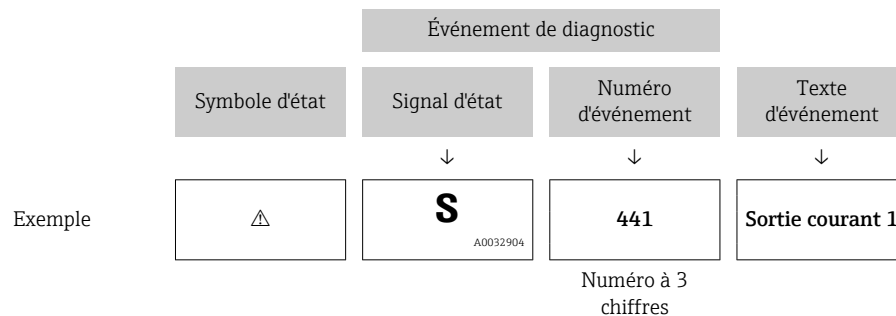 Événement de diagnostic
Symbole d'état
Signal d'état
Numéro
d'événement
Texte
d'événement
↓ ↓ ↓
Exemple
⚠
S
A0032904
441
Sortie courant 1
Numéro à 3
chiffres